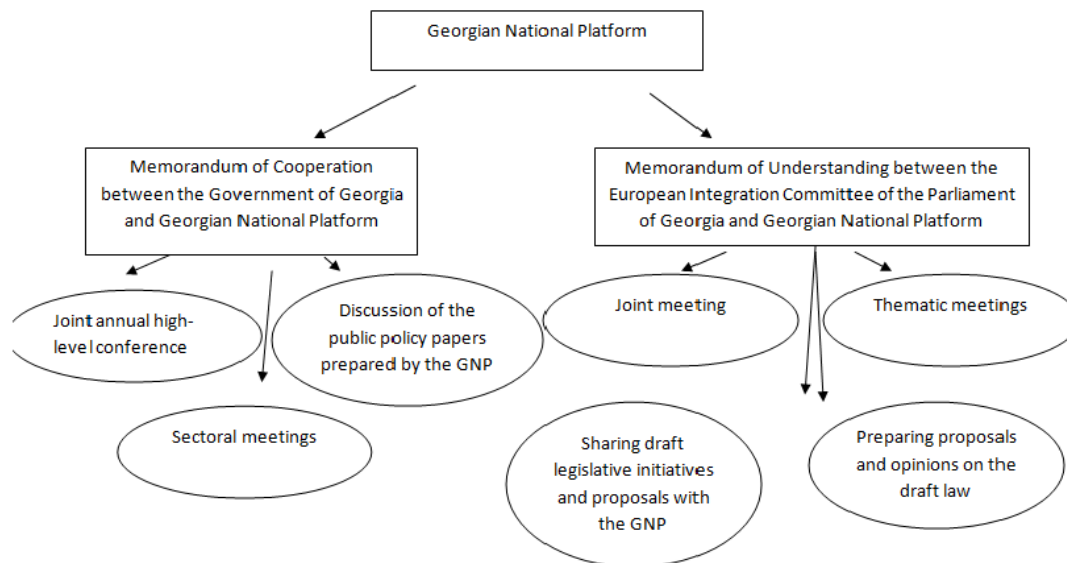 Georgian National Platform
Memorandum of Cooperation
between the Government of Georgia
and Georgian National Platform
Memorandum of Understanding between the
European Integration Committee of the Parliament
of Georgia and Georgian National Platform
Joint annual high-
level conference
Discussion of the
public policy papers
prepared by the GNP
Joint meeting
Thematic meetings
Sectoral meetings
Sharing draft
legislative initiatives
and proposals with
the GNP
Preparing proposals
and opinions on the
draft law